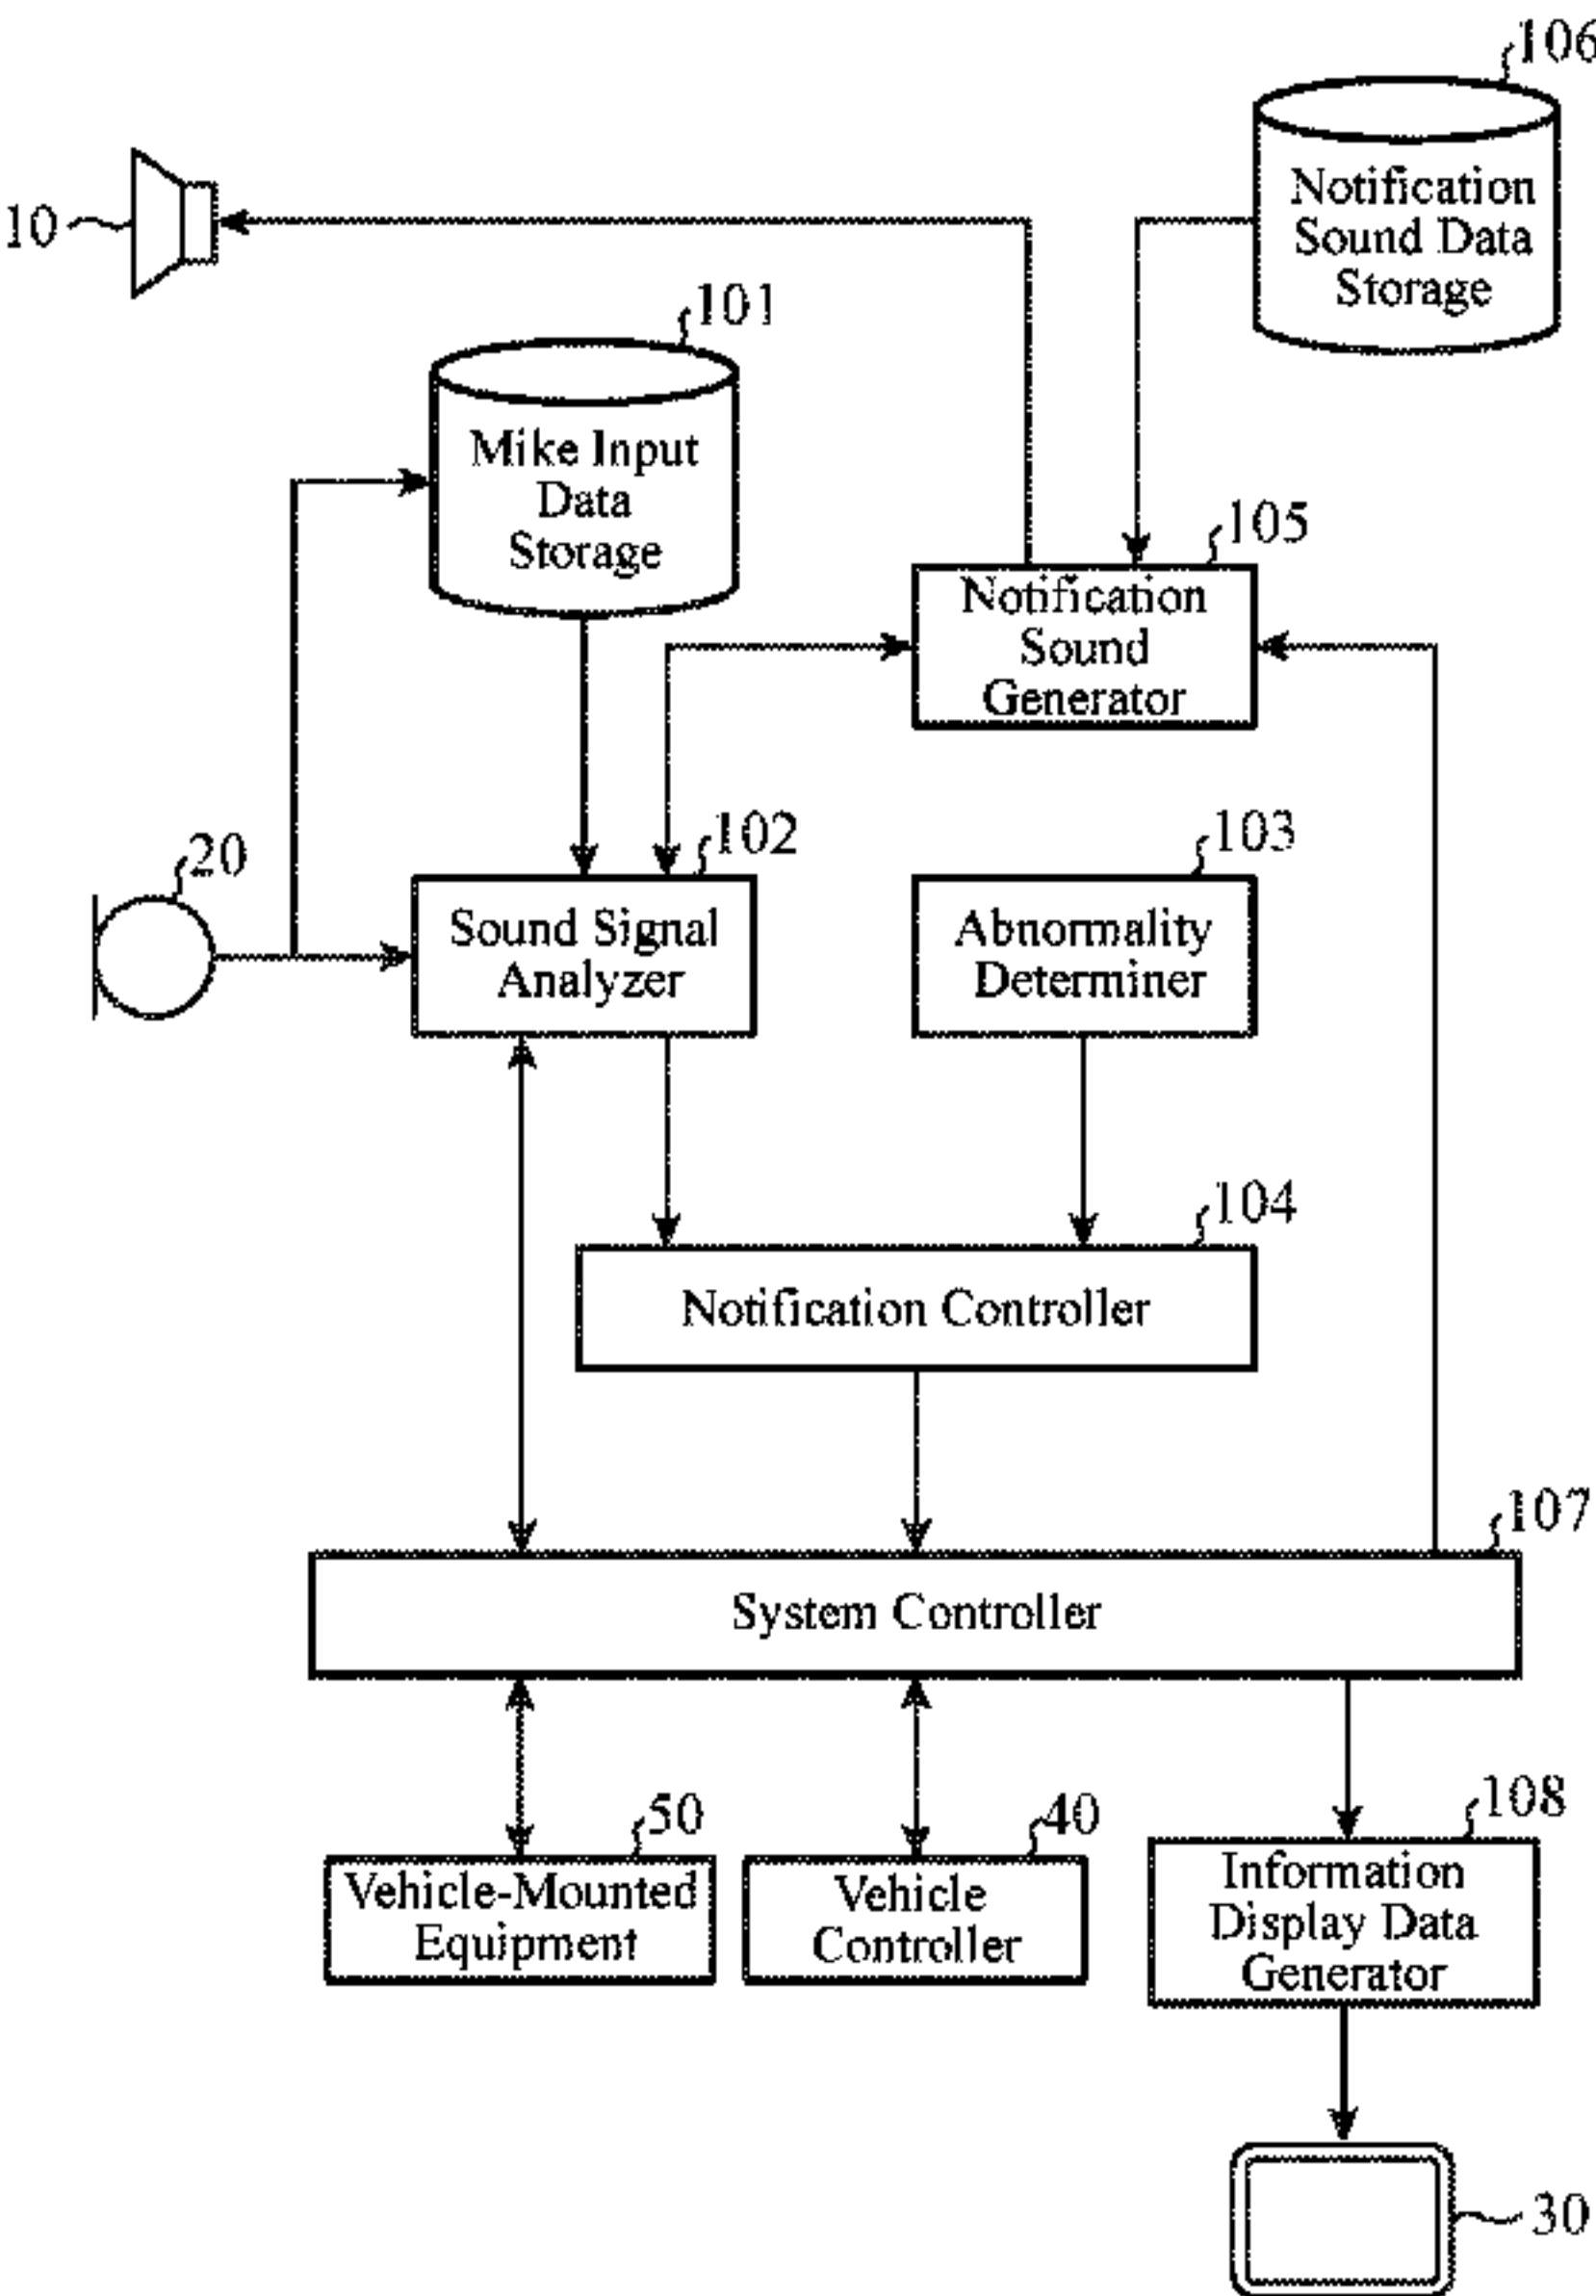 106
Notification
Sound Data
Storage
10
101
Mike Input
Data
Storage
105
Notification
Sound
Generator
20
102
Sound Signal
Analyzer
103
Abnormality
Determiner
104
Notification Controller
107
System Controller
50
Vehicle-Mounted
Equipment
40
Vehicle
Controller
108
Information
Display Data
Generator
30